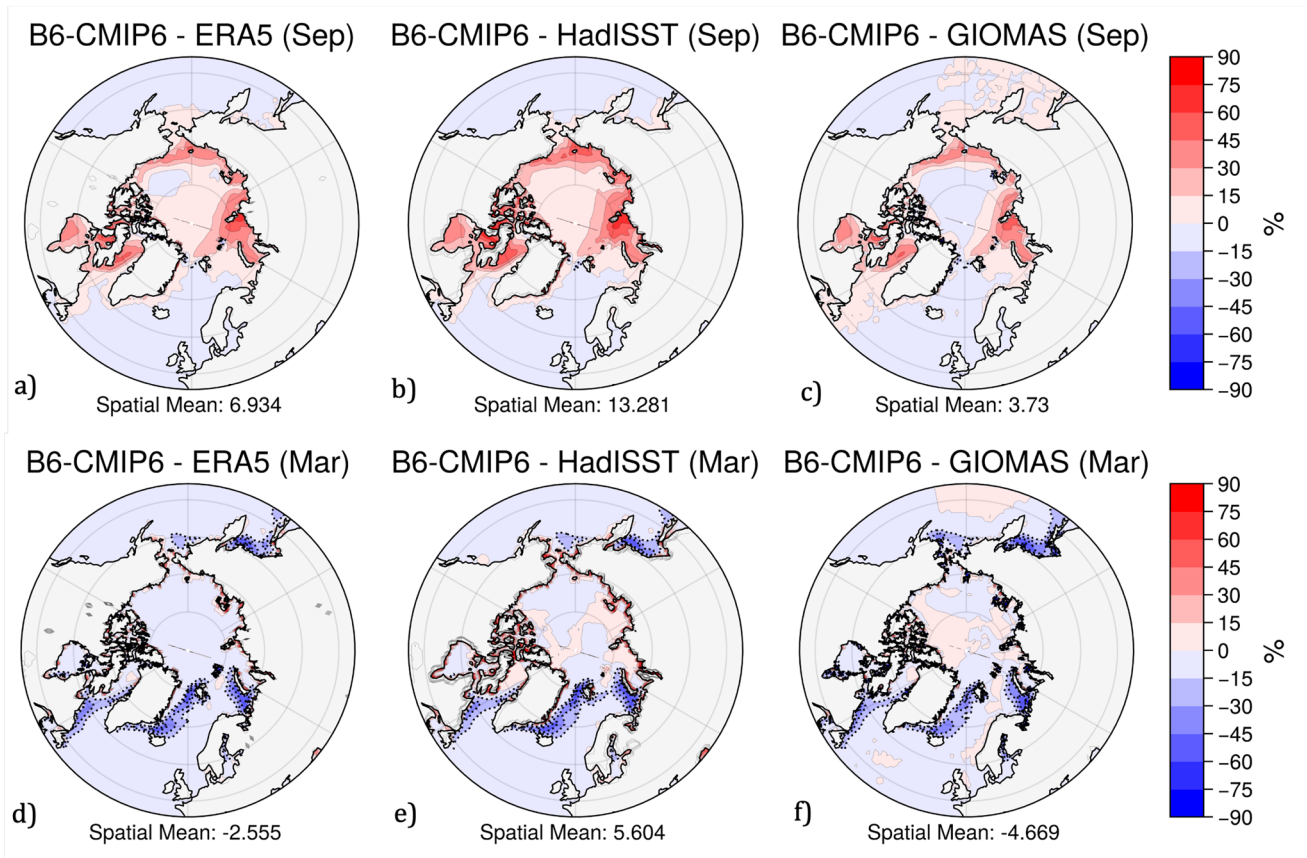 B6-CMIP6 - ERA5 (Sep)
B6-CMIP6 - HadISST (Sep)
B6-CMIP6 - GIOMAS (Sep)
90
75
60
45
30
15
0
−15
−30
−45
−60
−75
−90
%
a)
b)
c)
Spatial Mean: 6.934
Spatial Mean: 13.281
Spatial Mean: 3.73
B6-CMIP6 - ERA5 (Mar)
B6-CMIP6 - HadISST (Mar)
B6-CMIP6 - GIOMAS (Mar)
90
75
60
45
30
15
0
−15
−30
−45
−60
−75
−90
%
d)
e)
f)
Spatial Mean: -2.555
Spatial Mean: 5.604
Spatial Mean: -4.669